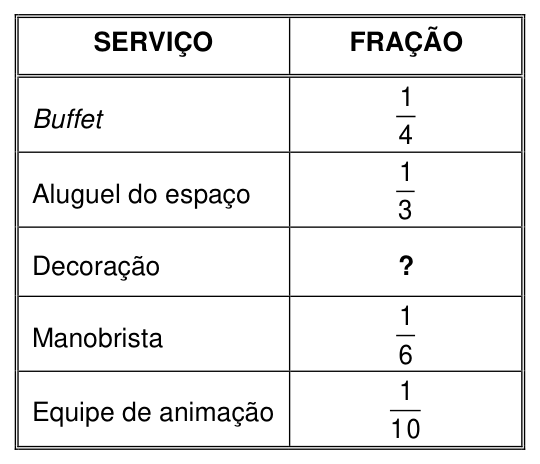 SERVIÇO FRAÇÃO
Buffet 1/4
Aluguel do espaço 1/3
Decoração ?
Manobrista 1/6
Equipe de animação 1/10